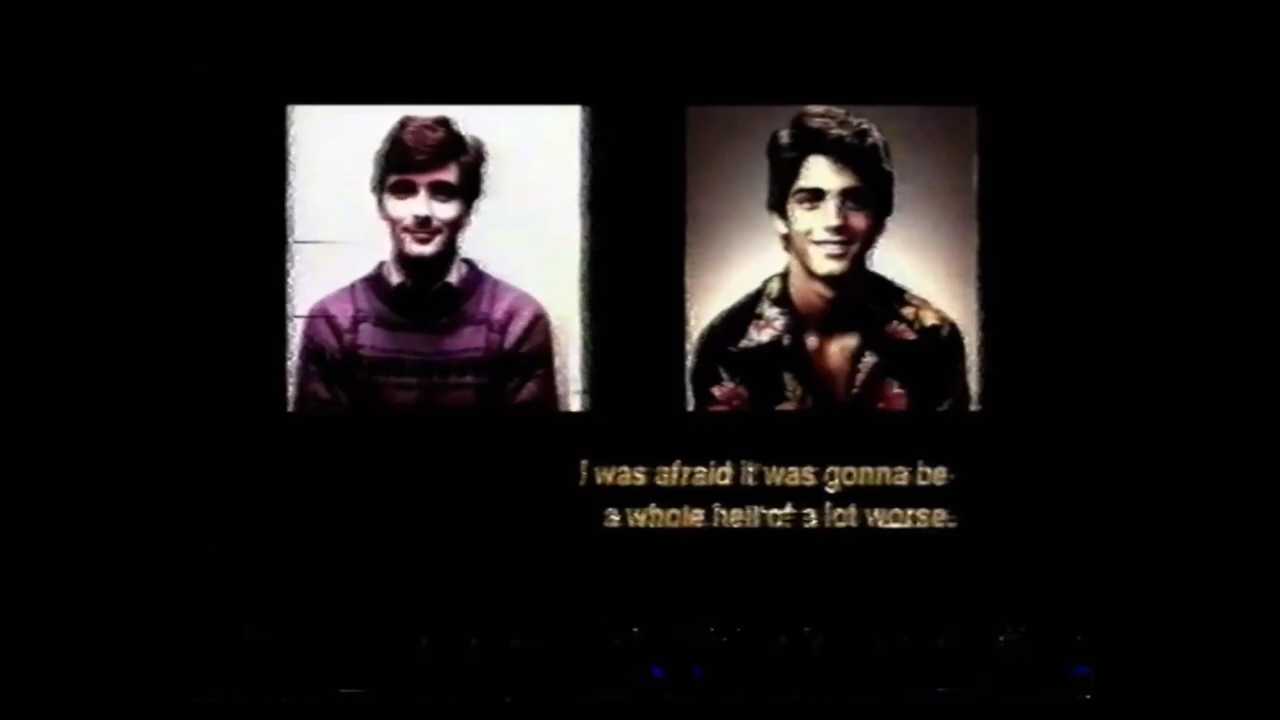 I was afraid it was gonna be
a whole hell of a lot worse.